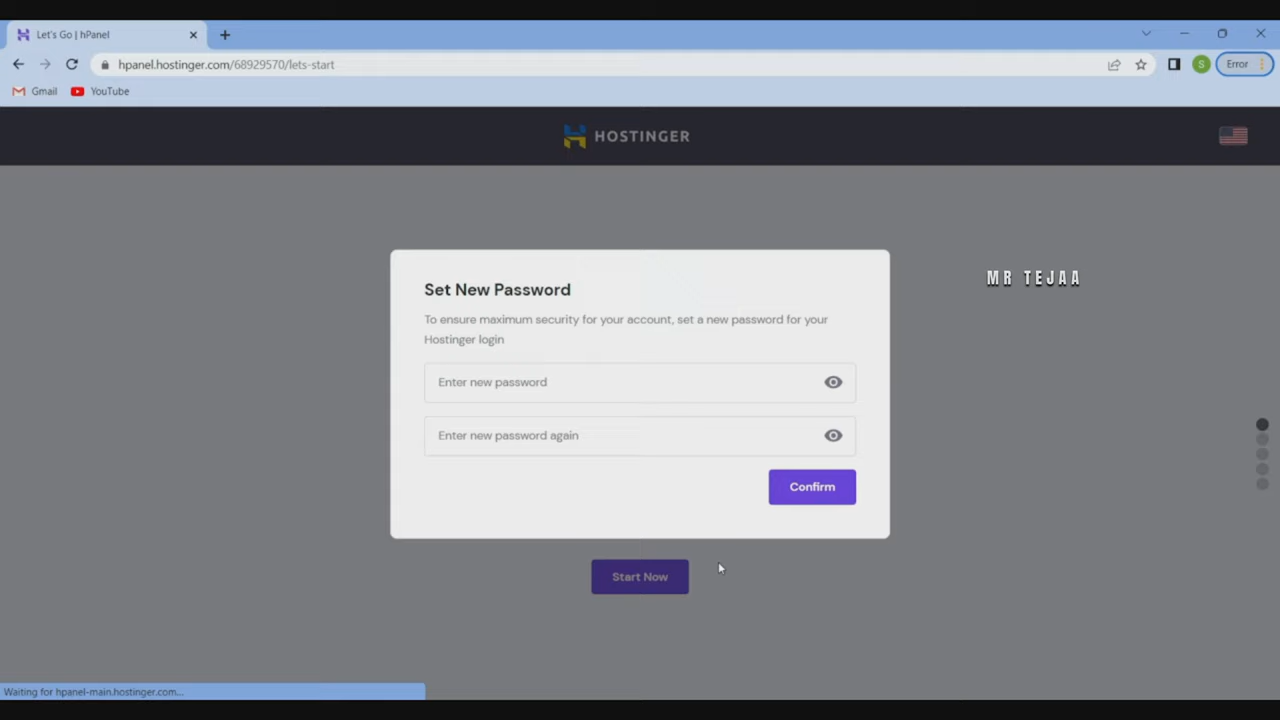 Let's Go | hPanel
hpanel.hostinger.com/68929570/lets-start
S
Error
Gmail
YouTube
HOSTINGER
MR TEJAA
Set New Password
To ensure maximum security for your account, set a new password for your
Hostinger login
Enter new password
Enter new password again
Confirm
Start Now
Waiting for hpanel-main.hostinger.com...